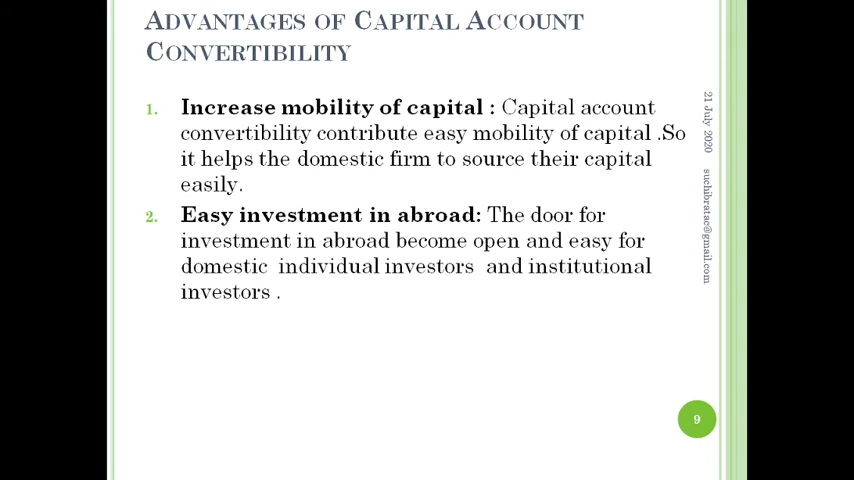 ADVANTAGES OF CAPITAL ACCOUNT
CONVERTIBILITY
1. Increase mobility of capital : Capital account
convertibility contribute easy mobility of capital .So
it helps the domestic firm to source their capital
easily.
2. Easy investment in abroad: The door for
investment in abroad become open and easy for
domestic individual investors and institutional
investors .
21 July 2020 suchibratac@gmail.com
9